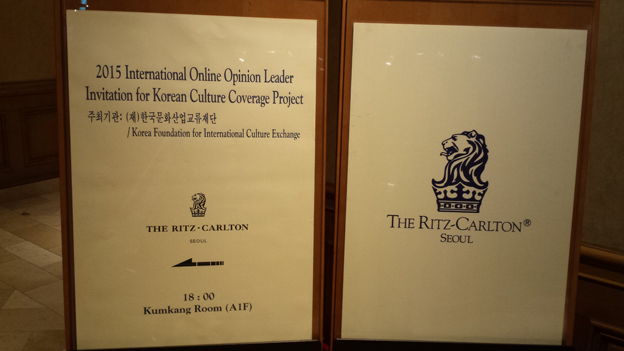 2015 International Online Opinion Leader
Invitation for Korean Culture Coverage Project
주최기관: (재)한국문화산업교류재단
/ Korea Foundation for International Culture Exchange
THE RITZ-CARLTON
SEOUL
18 : 00
Kumkang Room (A1F)
THE RITZ-CARLTON®
SEOUL